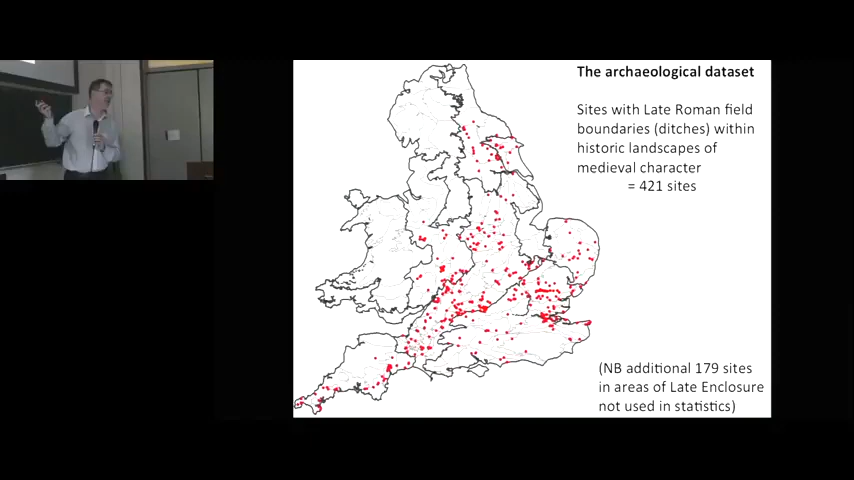 The archaeological dataset
Sites with Late Roman field
boundaries (ditches) within
historic landscapes of
medieval character
= 421 sites
(NB additional 179 sites
in areas of Late Enclosure
not used in statistics)